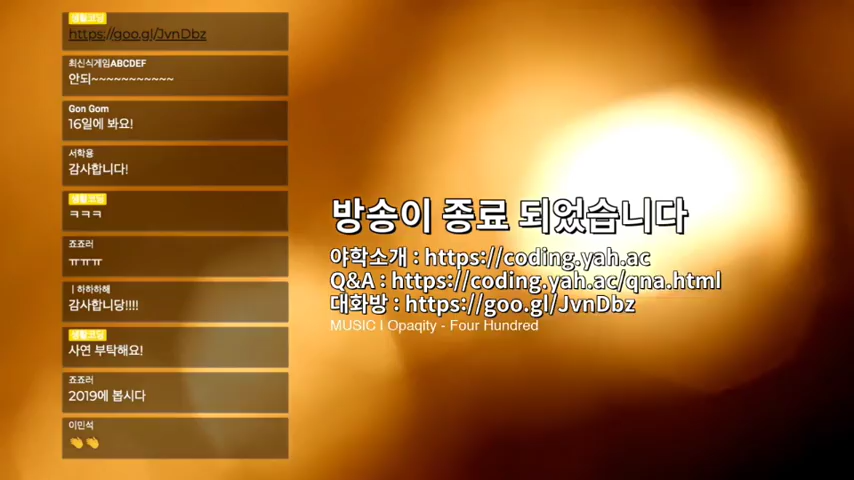 생활코딩
https://goo.gl/JvnDbz
최신식게임ABCDEF
안되~~~~~~~~~~~
Gon Gom
16일에 봐요!
서학용
감사합니다!
생활코딩
ㅋㅋㅋ
죠죠러
ㅠㅠㅠ
ㅣ하하하해
감사합니당!!!!
생활코딩
사연 부탁해요!
죠죠러
2019에 봅시다
이민석
👏👏
방송이 종료 되었습니다
야학소개 : https://coding.yah.ac
Q&A : https://coding.yah.ac/qna.html
대화방 : https://goo.gl/JvnDbz
MUSIC I Opaqity - Four Hundred